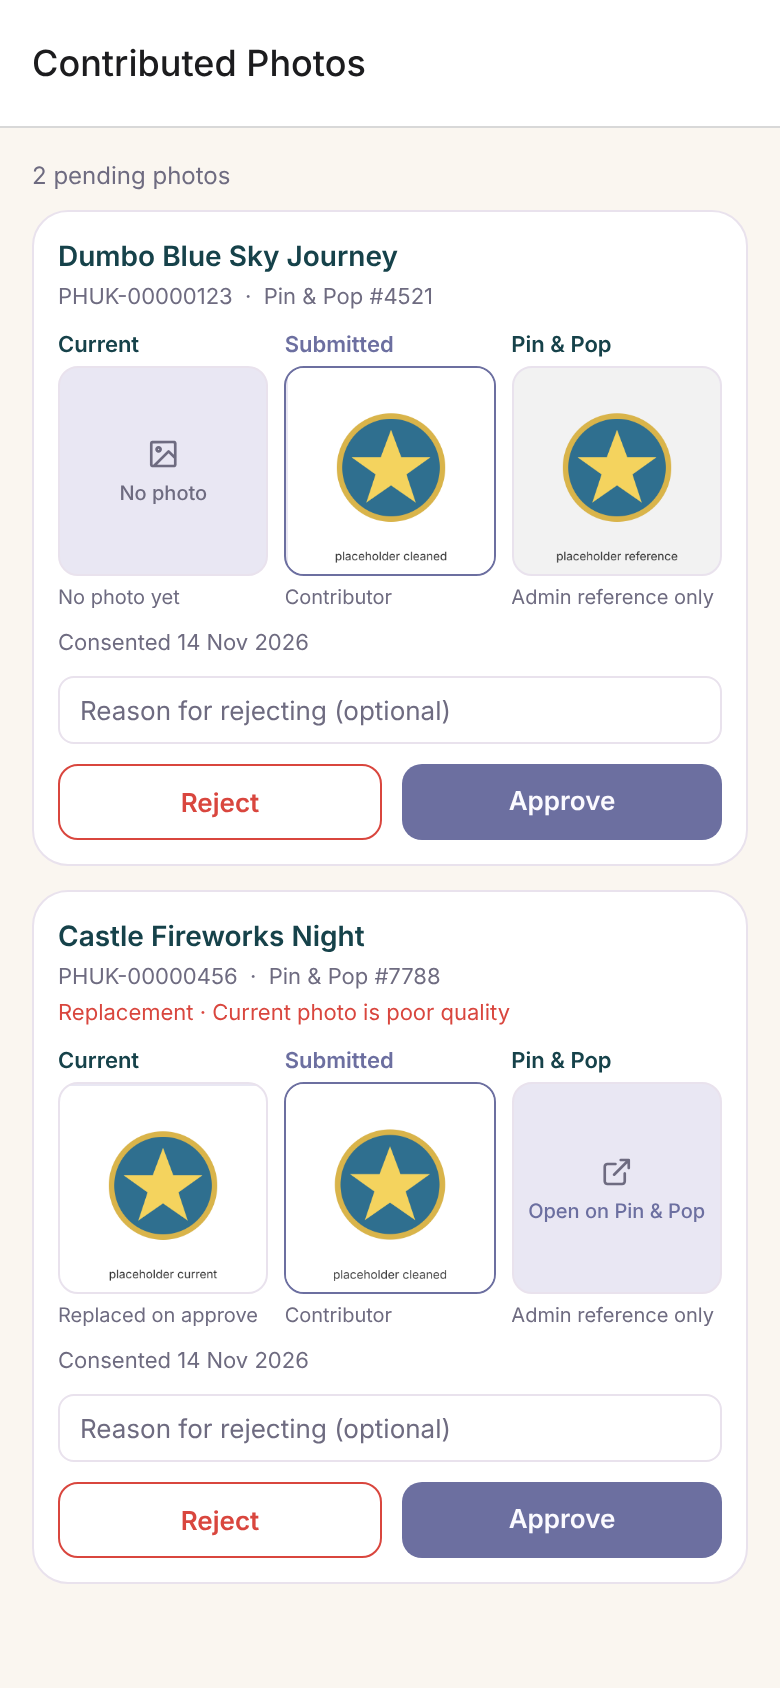 Contributed Photos
2 pending photos
Dumbo Blue Sky Journey
PHUK-00000123 · Pin & Pop #4521
Current Submitted Pin & Pop
No photo
placeholder cleaned placeholder reference
No photo yet Contributor Admin reference only
Consented 14 Nov 2026
Reason for rejecting (optional)
Reject Approve
Castle Fireworks Night
PHUK-00000456 · Pin & Pop #7788
Replacement · Current photo is poor quality
Current Submitted Pin & Pop
Open on Pin & Pop
placeholder current placeholder cleaned
Replaced on approve Contributor Admin reference only
Consented 14 Nov 2026
Reason for rejecting (optional)
Reject Approve